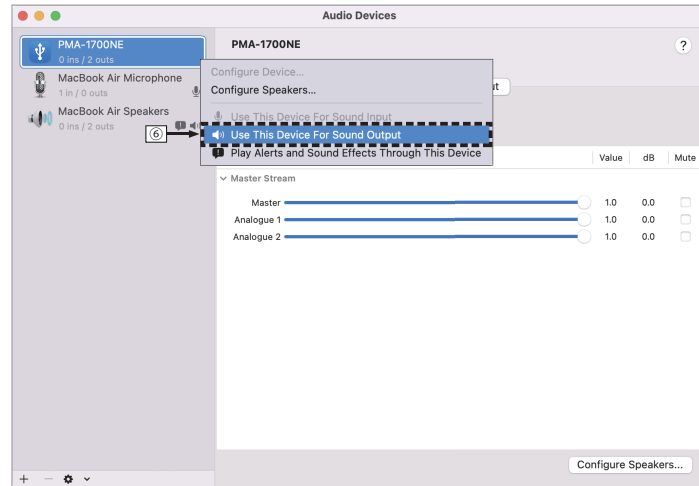 Audio Devices
PMA-1700NE
0 ins / 2 outs
MacBook Air Microphone
1 in / 0 outs
MacBook Air Speakers
0 ins / 2 outs
⑥
PMA-1700NE
?
Configure Device...
Configure Speakers...
Use This Device For Sound Input
Use This Device For Sound Output
Play Alerts and Sound Effects Through This Device
Value dB Mute
Master Stream
Master 1.0 0.0
Analogue 1 1.0 0.0
Analogue 2 1.0 0.0
Configure Speakers...